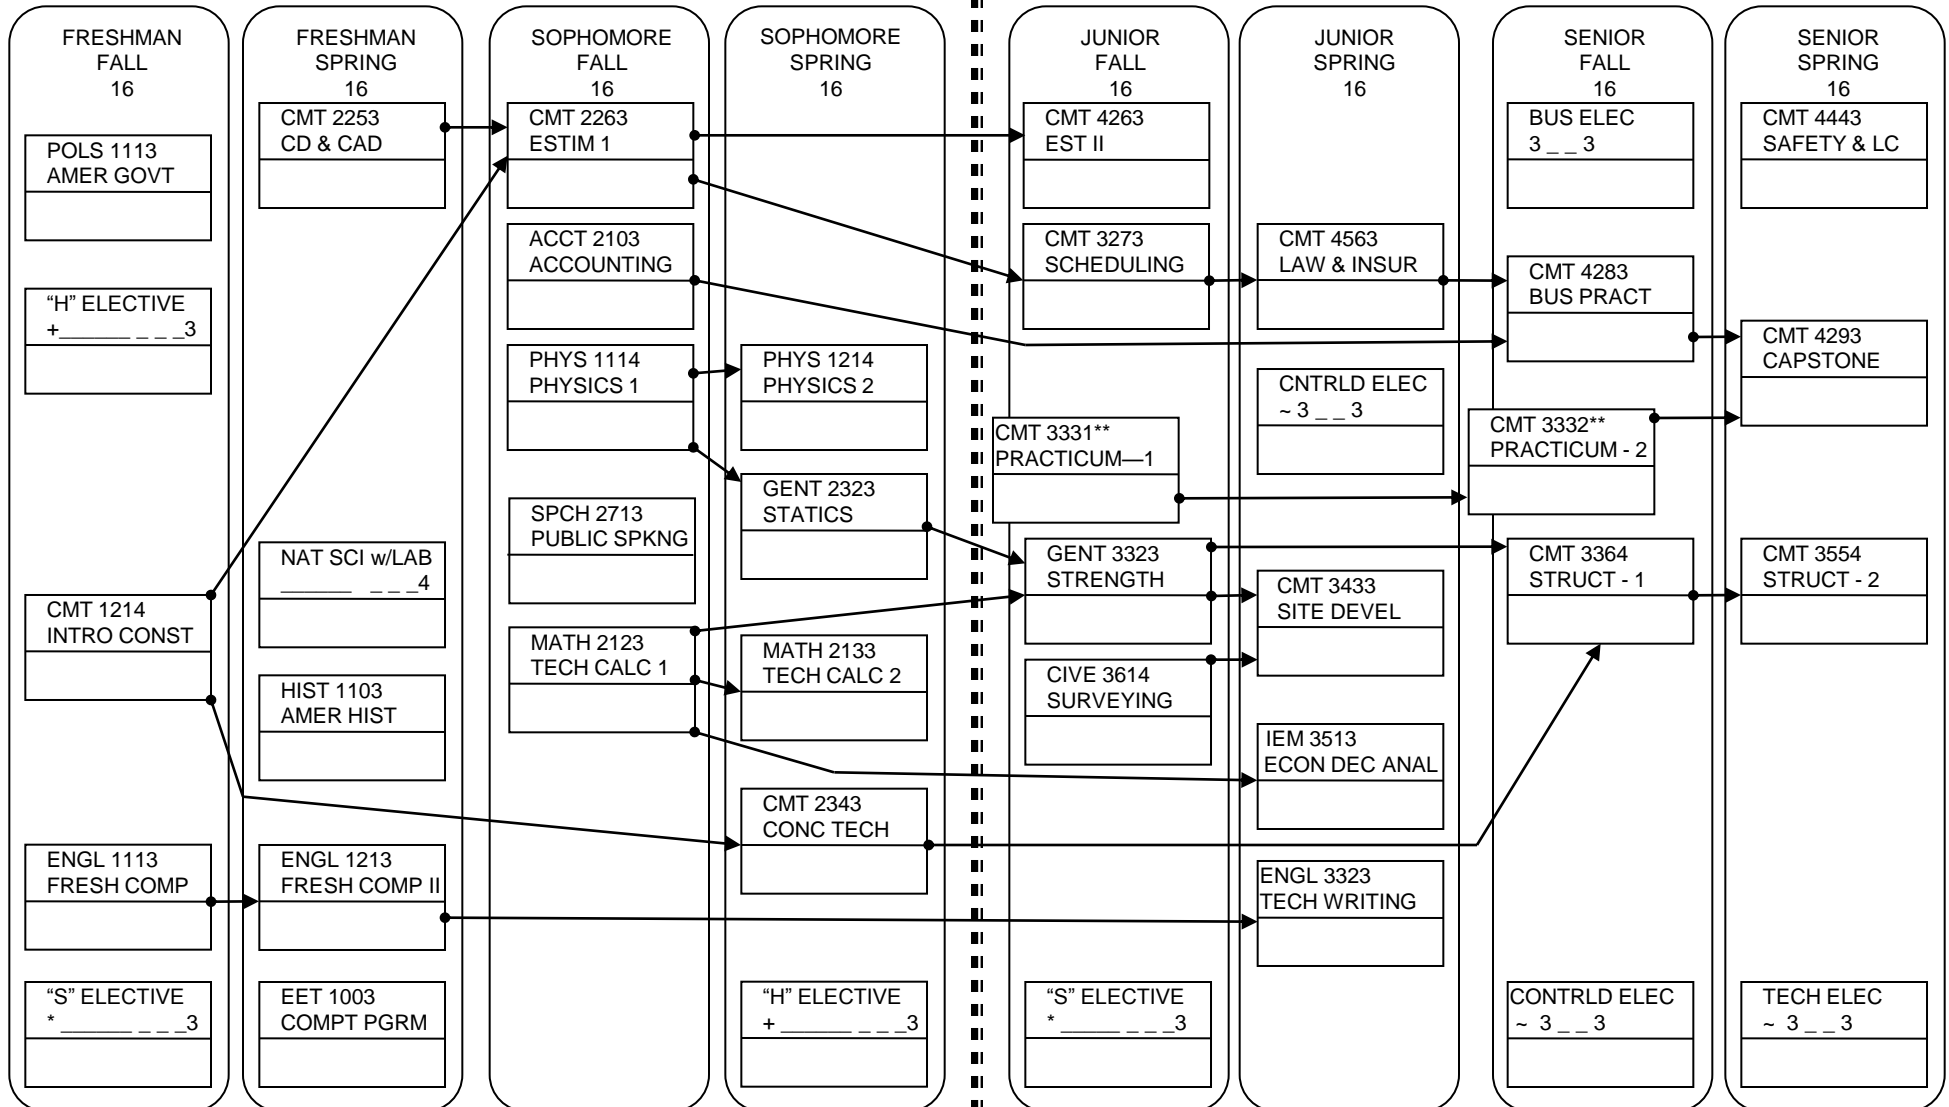 FRESHMAN
FALL
16
POLS 1113
AMER GOVT
“H” ELECTIVE
+______ _ _ _3
CMT 1214
INTRO CONST
ENGL 1113
FRESH COMP
“S” ELECTIVE
* ______ _ _ _3
FRESHMAN
SPRING
16
CMT 2253
CD & CAD
NAT SCI w/LAB
______ _ _ _4
HIST 1103
AMER HIST
ENGL 1213
FRESH COMP II
EET 1003
COMPT PGRM
SOPHOMORE
FALL
16
CMT 2263
ESTIM 1
ACCT 2103
ACCOUNTING
PHYS 1114
PHYSICS 1
SPCH 2713
PUBLIC SPKNG
MATH 2123
TECH CALC 1
SOPHOMORE
SPRING
16
PHYS 1214
PHYSICS 2
GENT 2323
STATICS
MATH 2133
TECH CALC 2
CMT 2343
CONC TECH
“H” ELECTIVE
+ ______ _ _ _3
JUNIOR
FALL
16
CMT 4263
EST II
CMT 3273
SCHEDULING
CMT 3331**
PRACTICUM—1
GENT 3323
STRENGTH
CIVE 3614
SURVEYING
“S” ELECTIVE
* _____ _ _ _3
JUNIOR
SPRING
16
CMT 4563
LAW & INSUR
CNTRLD ELEC
~ 3 _ _ 3
CMT 3433
SITE DEVEL
IEM 3513
ECON DEC ANAL
ENGL 3323
TECH WRITING
SENIOR
FALL
16
BUS ELEC
3 _ _ 3
CMT 4283
BUS PRACT
CMT 3332**
PRACTICUM - 2
CMT 3364
STRUCT - 1
CONTRLD ELEC
~ 3 _ _ 3
SENIOR
SPRING
16
CMT 4443
SAFETY & LC
CMT 4293
CAPSTONE
CMT 3554
STRUCT - 2
TECH ELEC
~ 3 _ _ 3